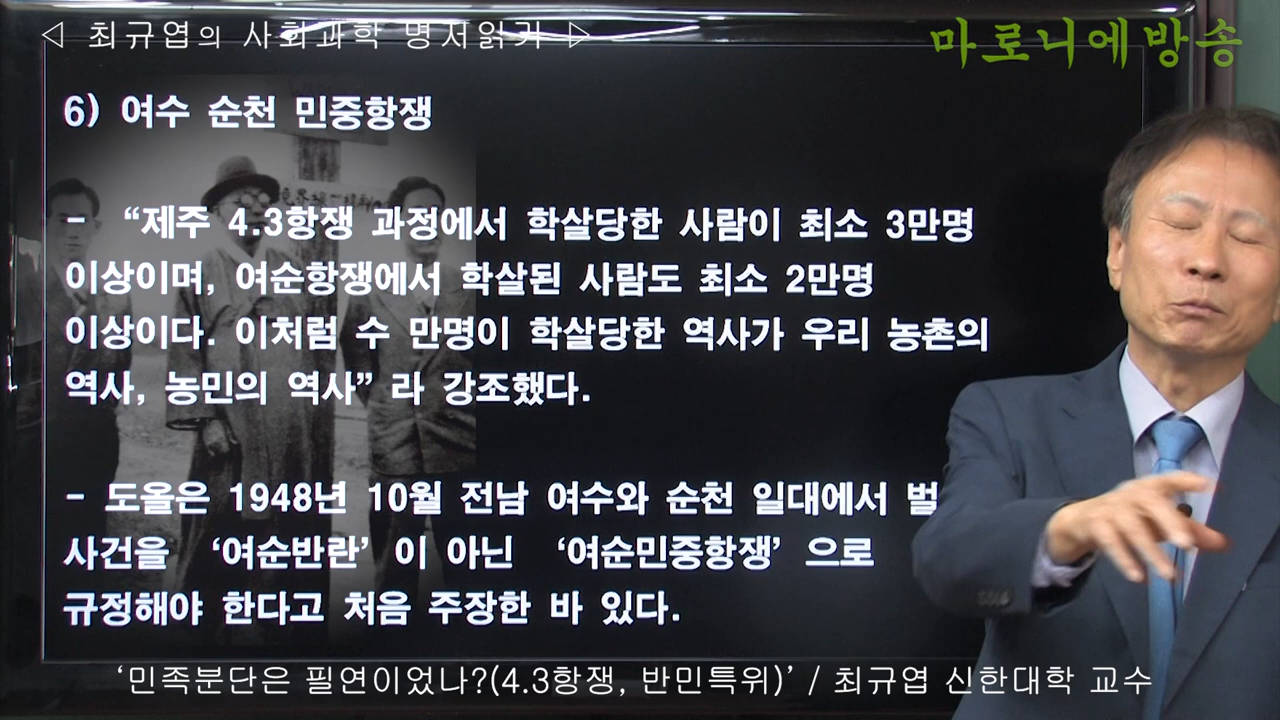 ◁ 최규엽의 사회과학 명저읽기 ▷
마로니에방송
6) 여수 순천 민중항쟁
- “제주 4.3항쟁 과정에서 학살당한 사람이 최소 3만명
이상이며, 여순항쟁에서 학살된 사람도 최소 2만명
이상이다. 이처럼 수 만명이 학살당한 역사가 우리 농촌의
역사, 농민의 역사” 라 강조했다.
- 도올은 1948년 10월 전남 여수와 순천 일대에서 벌
사건을 ‘여순반란’ 이 아닌 ‘여순민중항쟁’ 으로
규정해야 한다고 처음 주장한 바 있다.
‘민족분단은 필연이었나?(4.3항쟁, 반민특위)’ / 최규엽 신한대학 교수